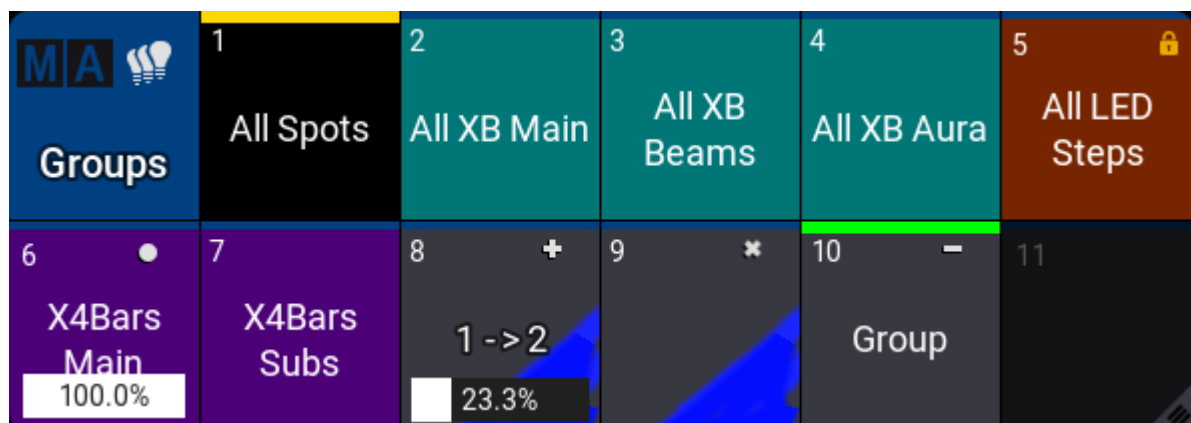 MA
Groups
1
All Spots
2
All XB Main
3
All XB
Beams
4
All XB Aura
5
All LED
Steps
6
X4Bars
Main
100.0%
7
X4Bars
Subs
8
1 -> 2
23.3%
9
10
Group
11